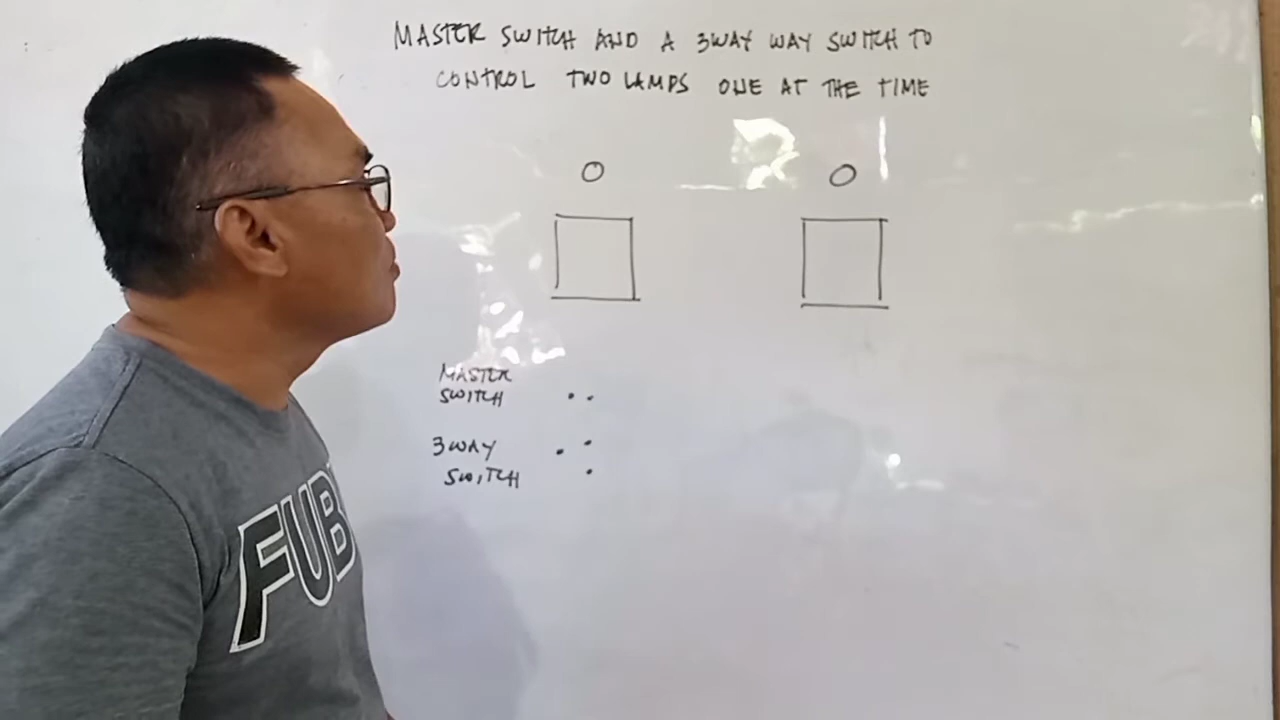 MASTER SWITCH AND A 3WAY WAY SWITCH TO
CONTROL TWO LAMPS ONE AT THE TIME
MASTER
SWITCH
3WAY
SWITCH
FUB